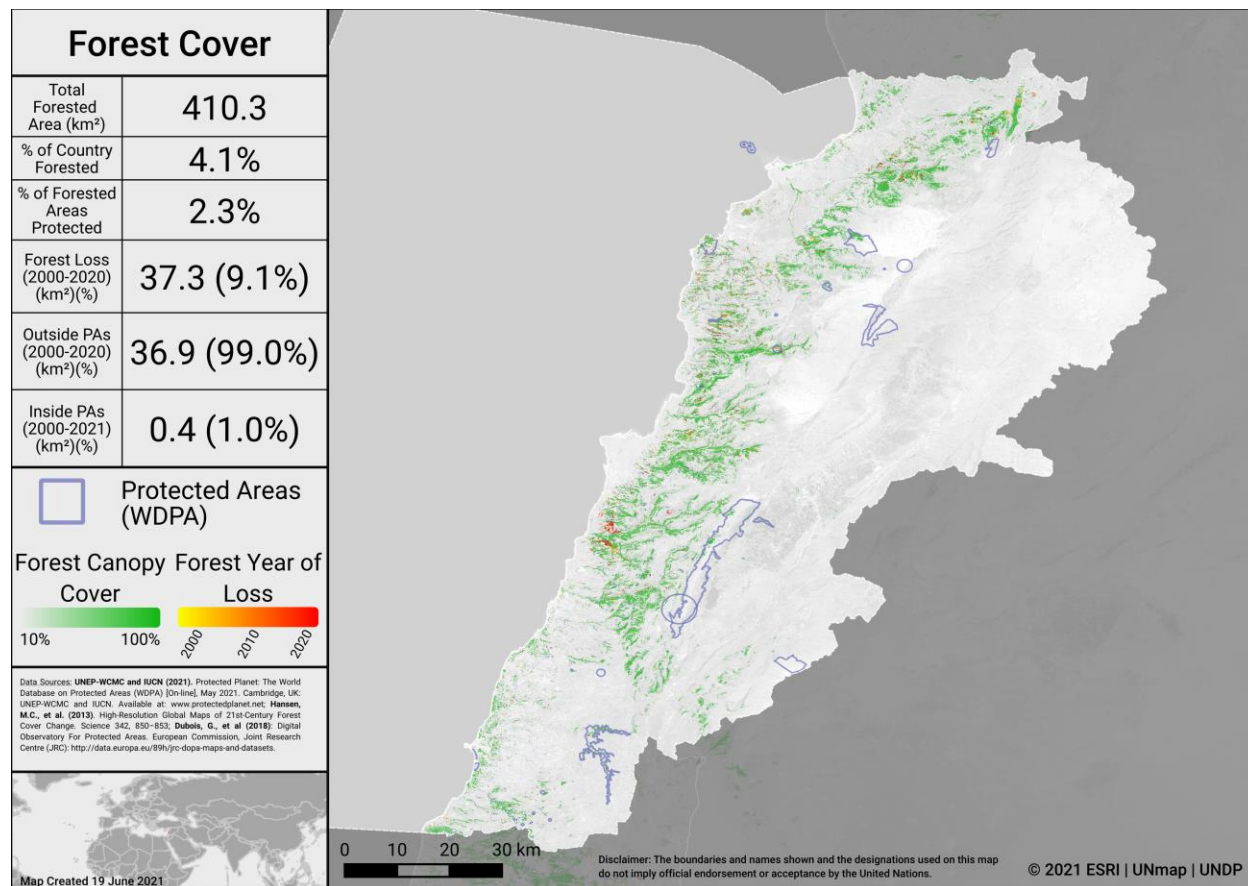 Forest Cover
Total
Forested
Area (km²)
410.3
% of Country
Forested
4.1%
% of Forested
Areas
Protected
2.3%
Forest Loss
(2000-2020)
(km²)(%)
37.3 (9.1%)
Outside PAs
(2000-2020)
(km²)(%)
36.9 (99.0%)
Inside PAs
(2000-2021)
(km²)(%)
0.4 (1.0%)
Protected Areas
(WDPA)
Forest Canopy
Cover
10% 100%
Forest Year of
Loss
2000 2010 2020
Data Sources: UNEP-WCMC and IUCN (2021). Protected Planet: The World
Database on Protected Areas (WDPA) [On-line], May 2021. Cambridge, UK:
UNEP-WCMC and IUCN. Available at: www.protectedplanet.net; Hansen,
M.C., et al. (2013). High-Resolution Global Maps of 21st-Century Forest
Cover Change. Science 342, 850–853; Dubois, G., et al (2018): Digital
Observatory For Protected Areas. European Commission, Joint Research
Centre (JRC): http://data.europa.eu/89h/jrc-dopa-maps-and-datasets.
Map Created 19 June 2021
0 10 20 30 km
Disclaimer: The boundaries and names shown and the designations used on this map
do not imply official endorsement or acceptance by the United Nations.
© 2021 ESRI | UNmap | UNDP